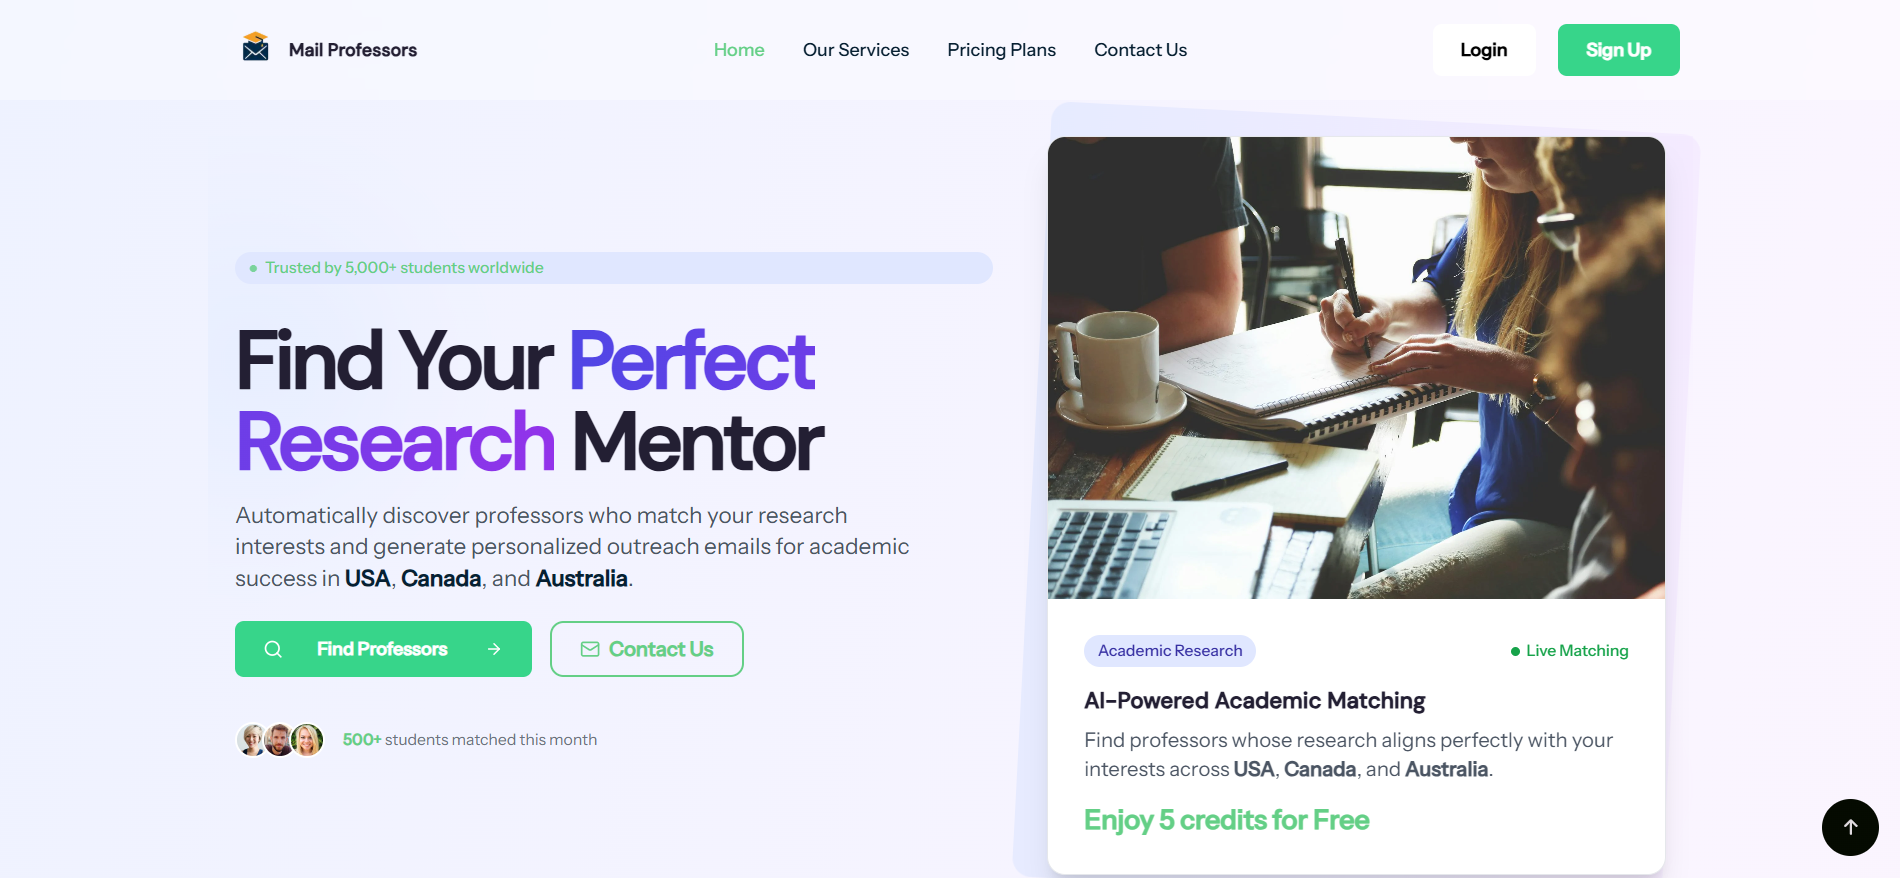 Mail Professors
Home
Our Services
Pricing Plans
Contact Us
Login
Sign Up
Trusted by 5,000+ students worldwide
Find Your Perfect
Research Mentor
Automatically discover professors who match your research
interests and generate personalized outreach emails for academic
success in USA, Canada, and Australia.
Find Professors
Contact Us
500+ students matched this month
Academic Research
Live Matching
AI-Powered Academic Matching
Find professors whose research aligns perfectly with your
interests across USA, Canada, and Australia.
Enjoy 5 credits for Free